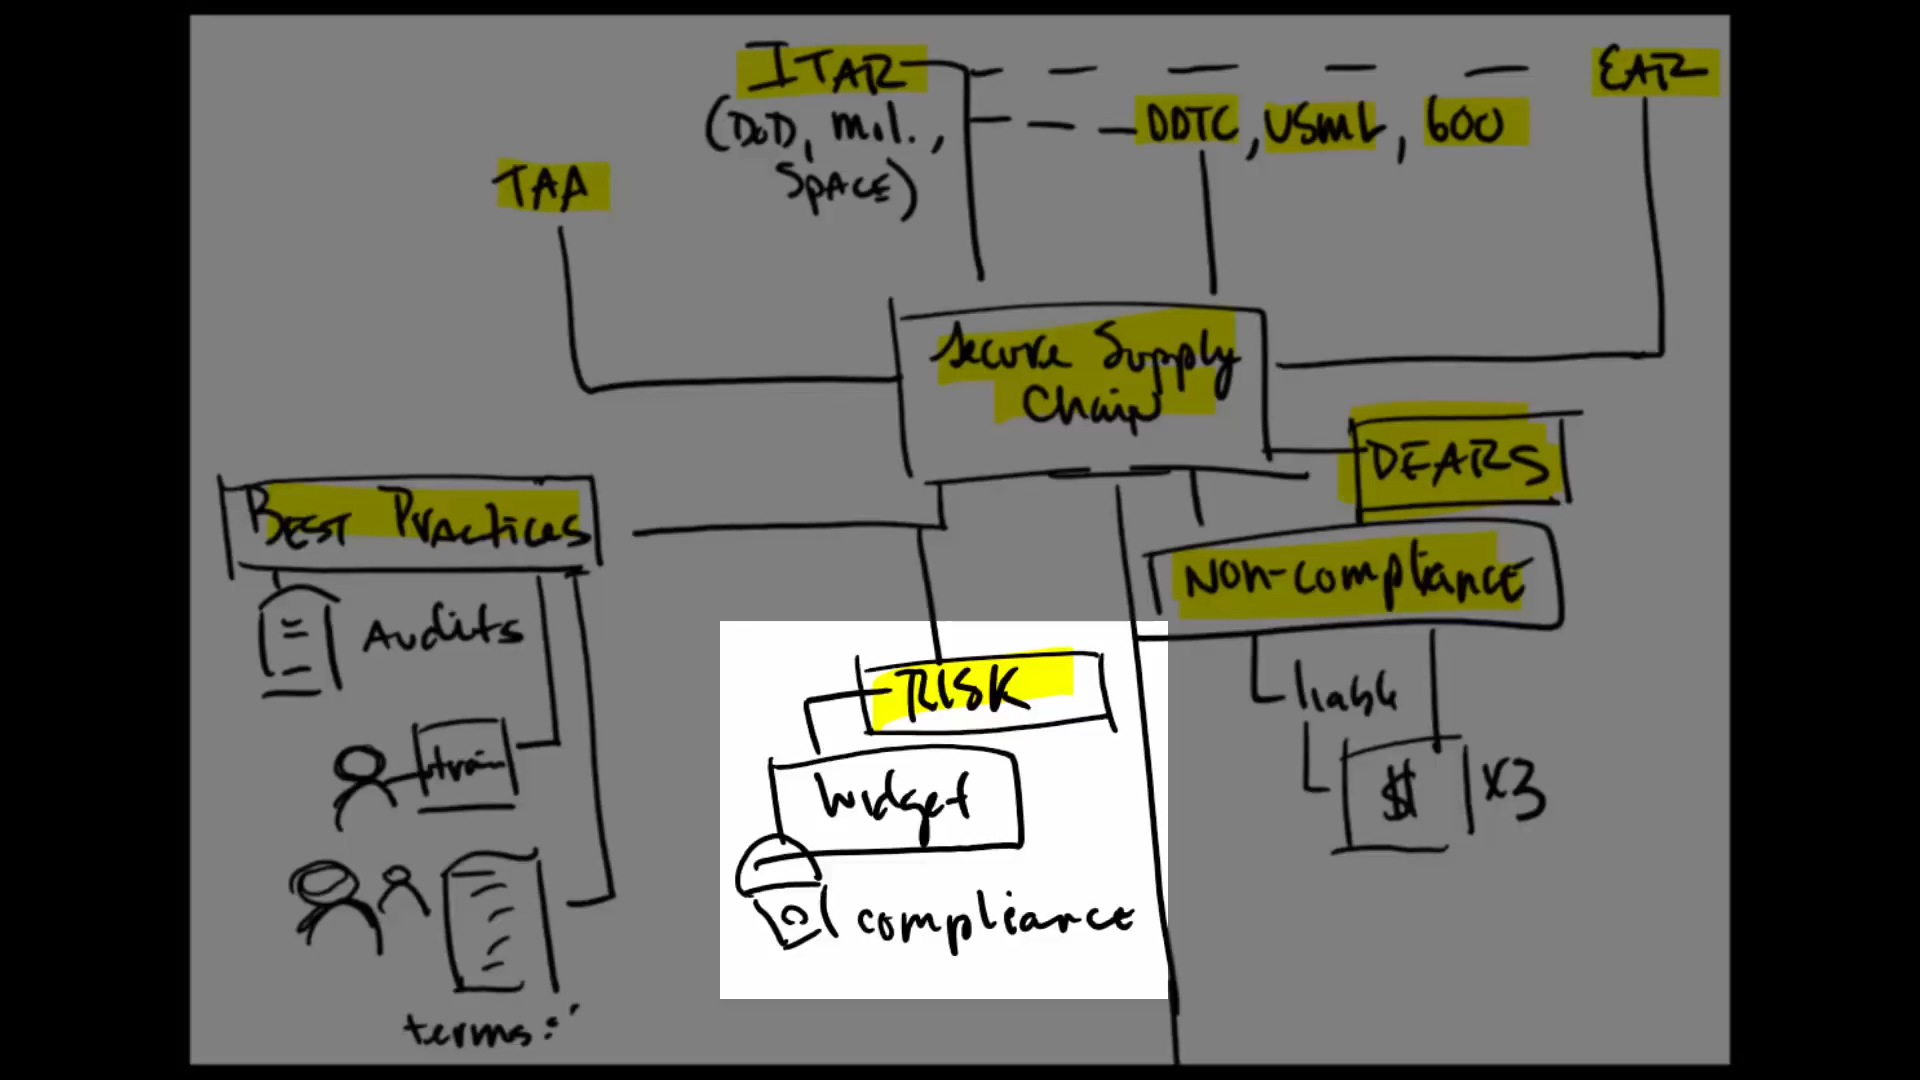 ITAR
EAR
(DoD, mil.,
DDTC, USML, 600
SPACE)
TAA
Secure Supply
Chain
DFARS
BEST PRACTICES
NON-COMPLIANCE
Audits
RISK
liable
train
widget
$ x3
compliance
terms: